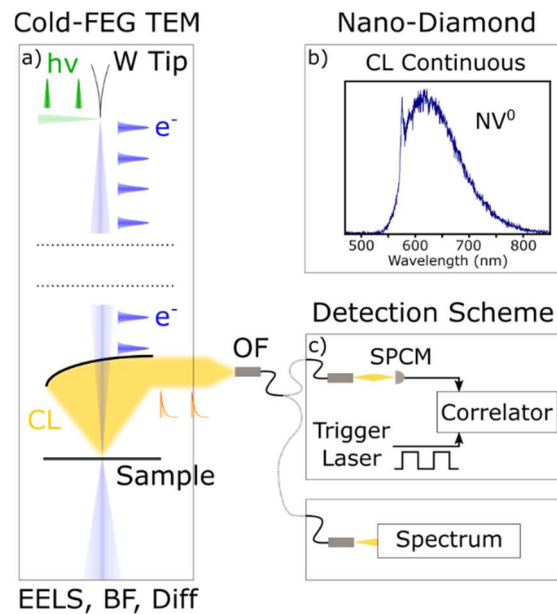 Cold-FEG TEM
a)
hν
W Tip
e⁻
e⁻
OF
CL
Sample
EELS, BF, Diff
Nano-Diamond
b)
CL Continuous
NV⁰
500 600 700 800
Wavelength (nm)
Detection Scheme
c)
SPCM
Correlator
Trigger
Laser
Spectrum